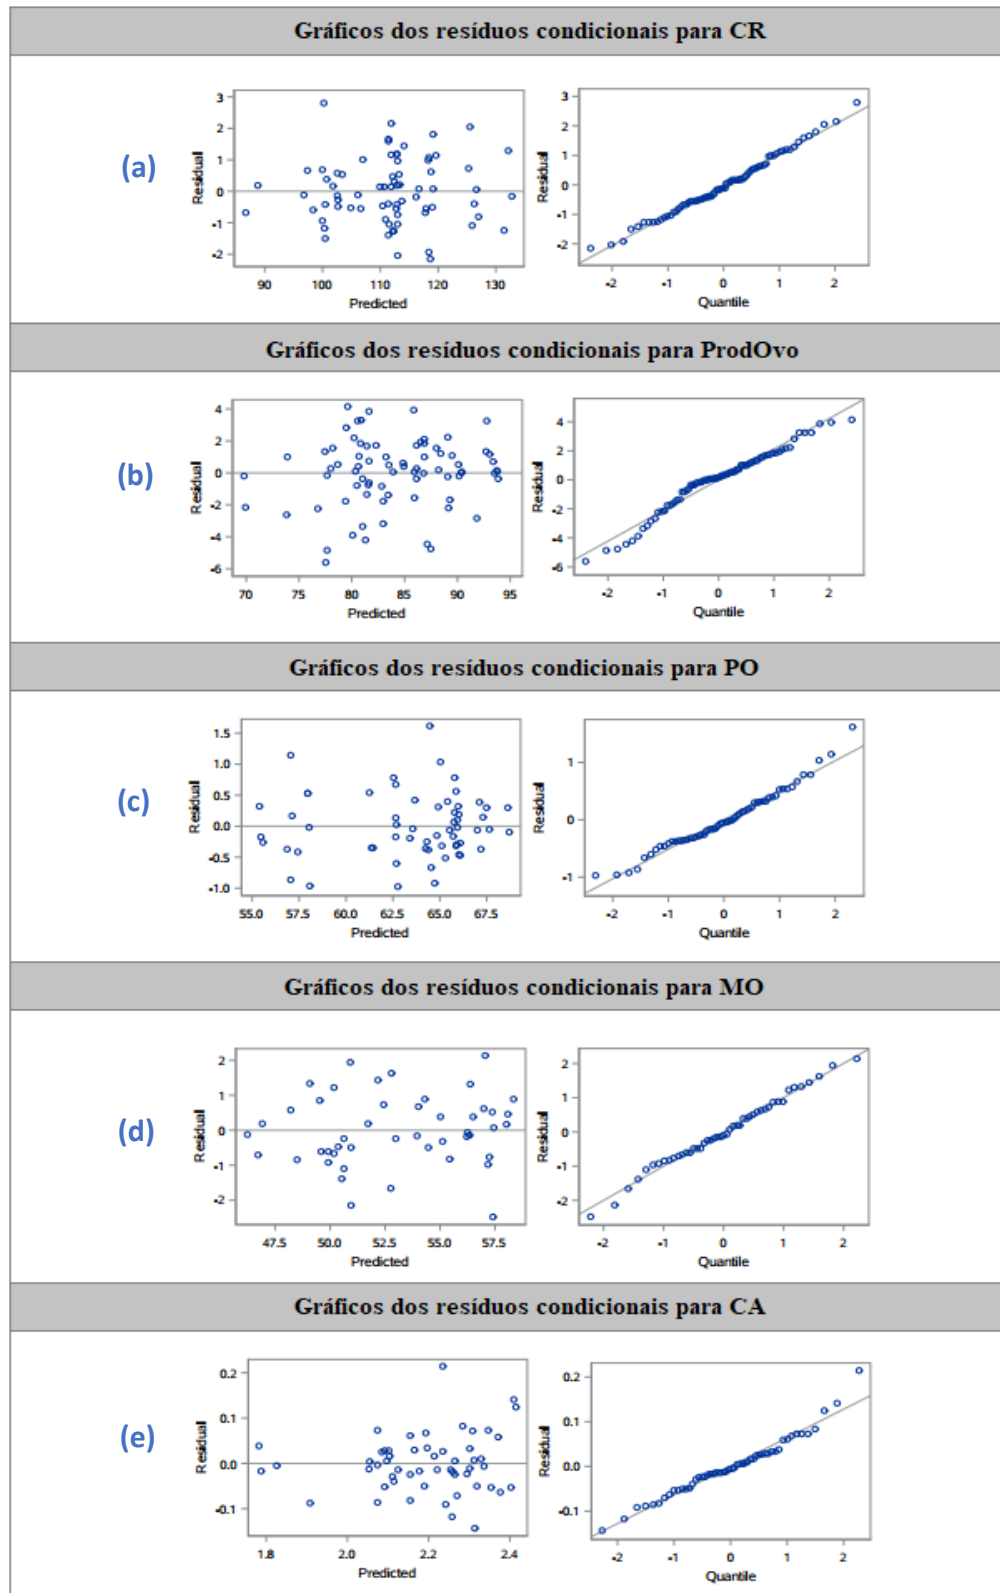 Gráficos dos resíduos condicionais para CR
(a)
Residual
3
2
1
0
-1
-2
90 100 110 120 130
Predicted
Residual
3
2
1
0
-1
-2
-2 -1 0 1 2
Quantile
Gráficos dos resíduos condicionais para ProdOvo
(b)
Residual
4
2
0
-2
-4
-6
70 75 80 85 90 95
Predicted
Residual
4
2
0
-2
-4
-6
-2 -1 0 1 2
Quantile
Gráficos dos resíduos condicionais para PO
(c)
Residual
1.5
1.0
0.5
0.0
-0.5
-1.0
55.0 57.5 60.0 62.5 65.0 67.5
Predicted
Residual
1
0
-1
-2 -1 0 1 2
Quantile
Gráficos dos resíduos condicionais para MO
(d)
Residual
2
1
0
-1
-2
47.5 50.0 52.5 55.0 57.5
Predicted
Residual
2
1
0
-1
-2
-2 -1 0 1 2
Quantile
Gráficos dos resíduos condicionais para CA
(e)
Residual
0.2
0.1
0.0
-0.1
1.8 2.0 2.2 2.4
Predicted
Residual
0.2
0.1
0.0
-0.1
-2 -1 0 1 2
Quantile